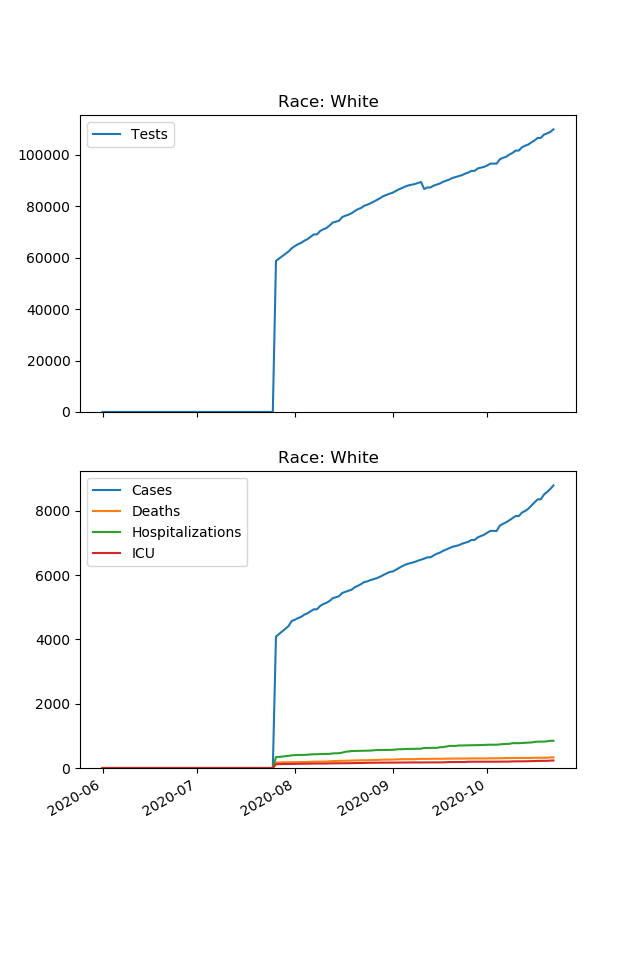 Race: White
Tests
100000
80000
60000
40000
20000
0
Race: White
Cases
Deaths
Hospitalizations
ICU
8000
6000
4000
2000
0
2020-06
2020-07
2020-08
2020-09
2020-10